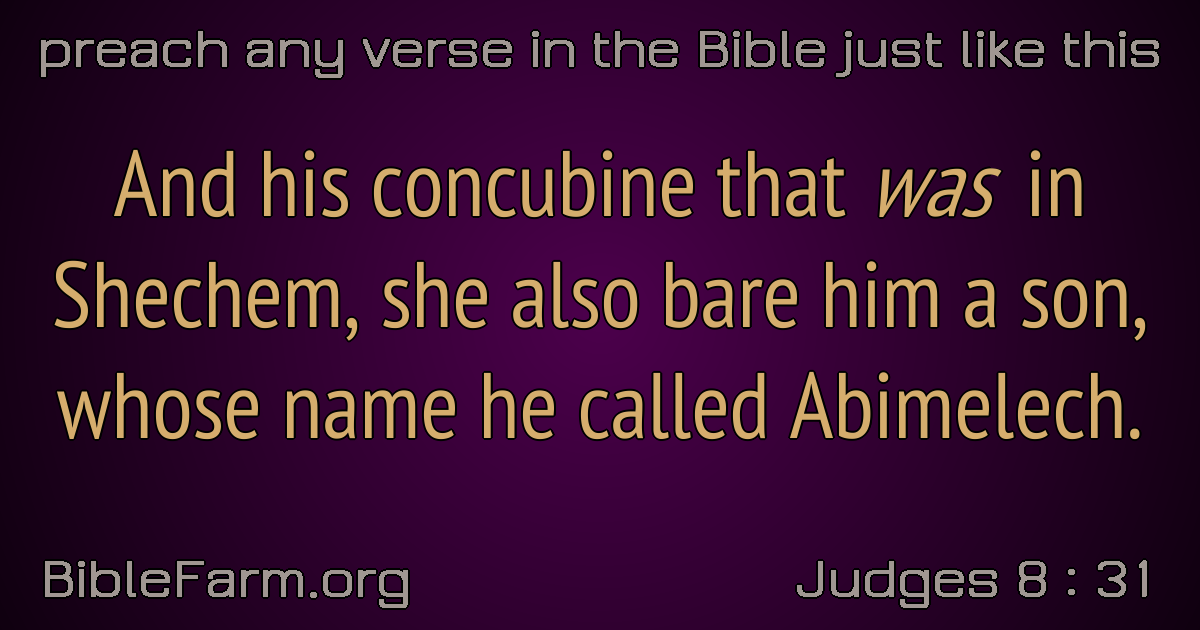 preach any verse in the Bible just like this
And his concubine that was in
Shechem, she also bare him a son,
whose name he called Abimelech.
BibleFarm.org
Judges 8 : 31